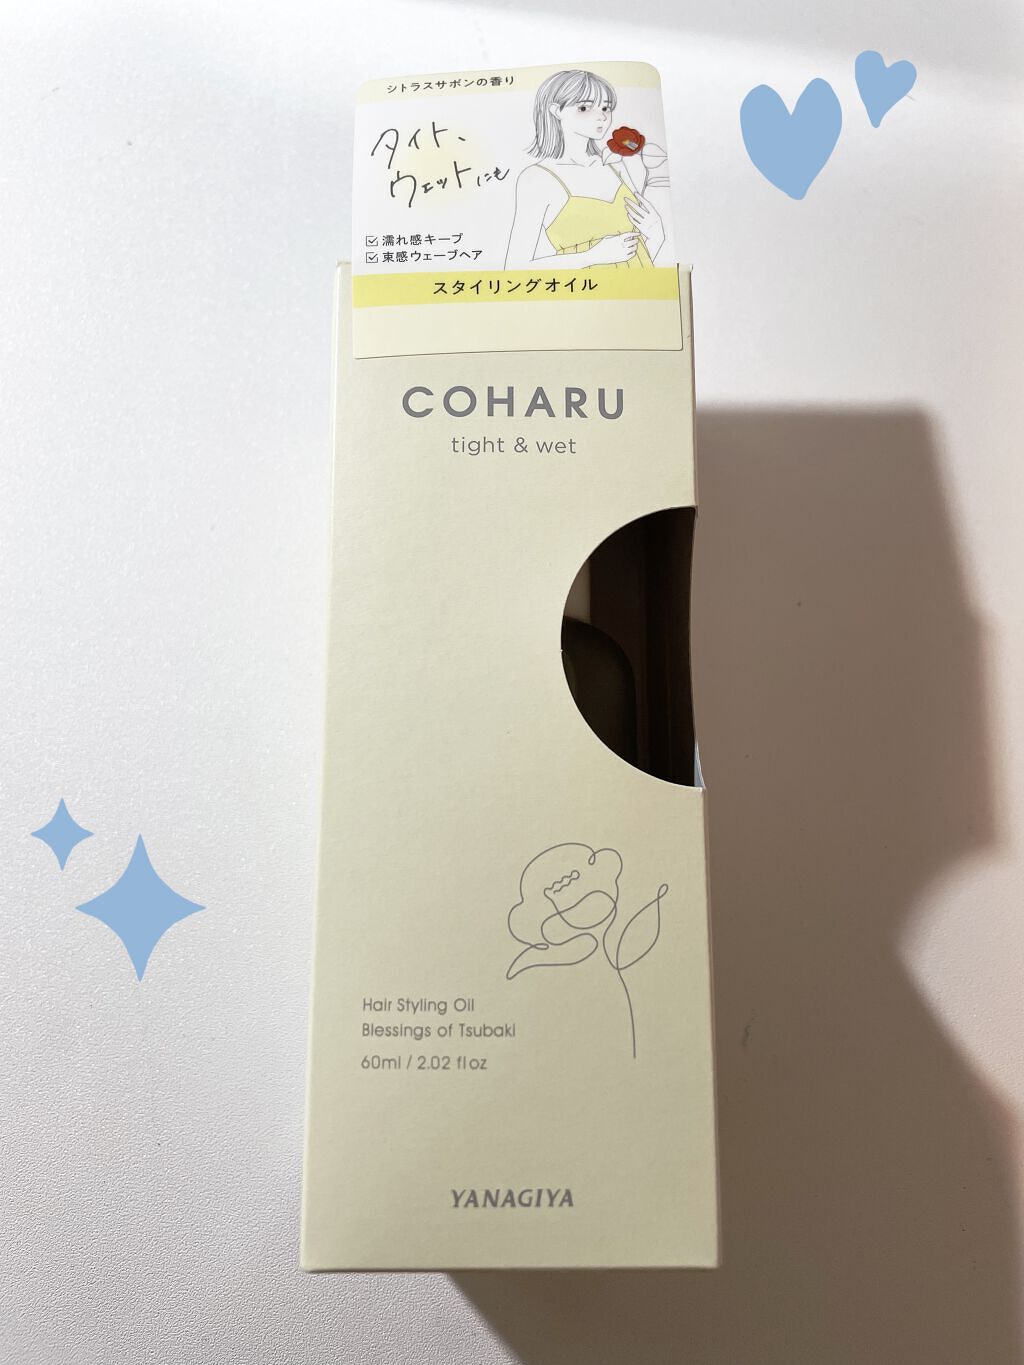 シトラスサボンの香り
タイト、
ウェットにも
濡れ感キープ
束感ウェーブヘア
スタイリングオイル
COHARU
tight & wet
Hair Styling Oil
Blessings of Tsubaki
60ml / 2.02 fl oz
YANAGIYA